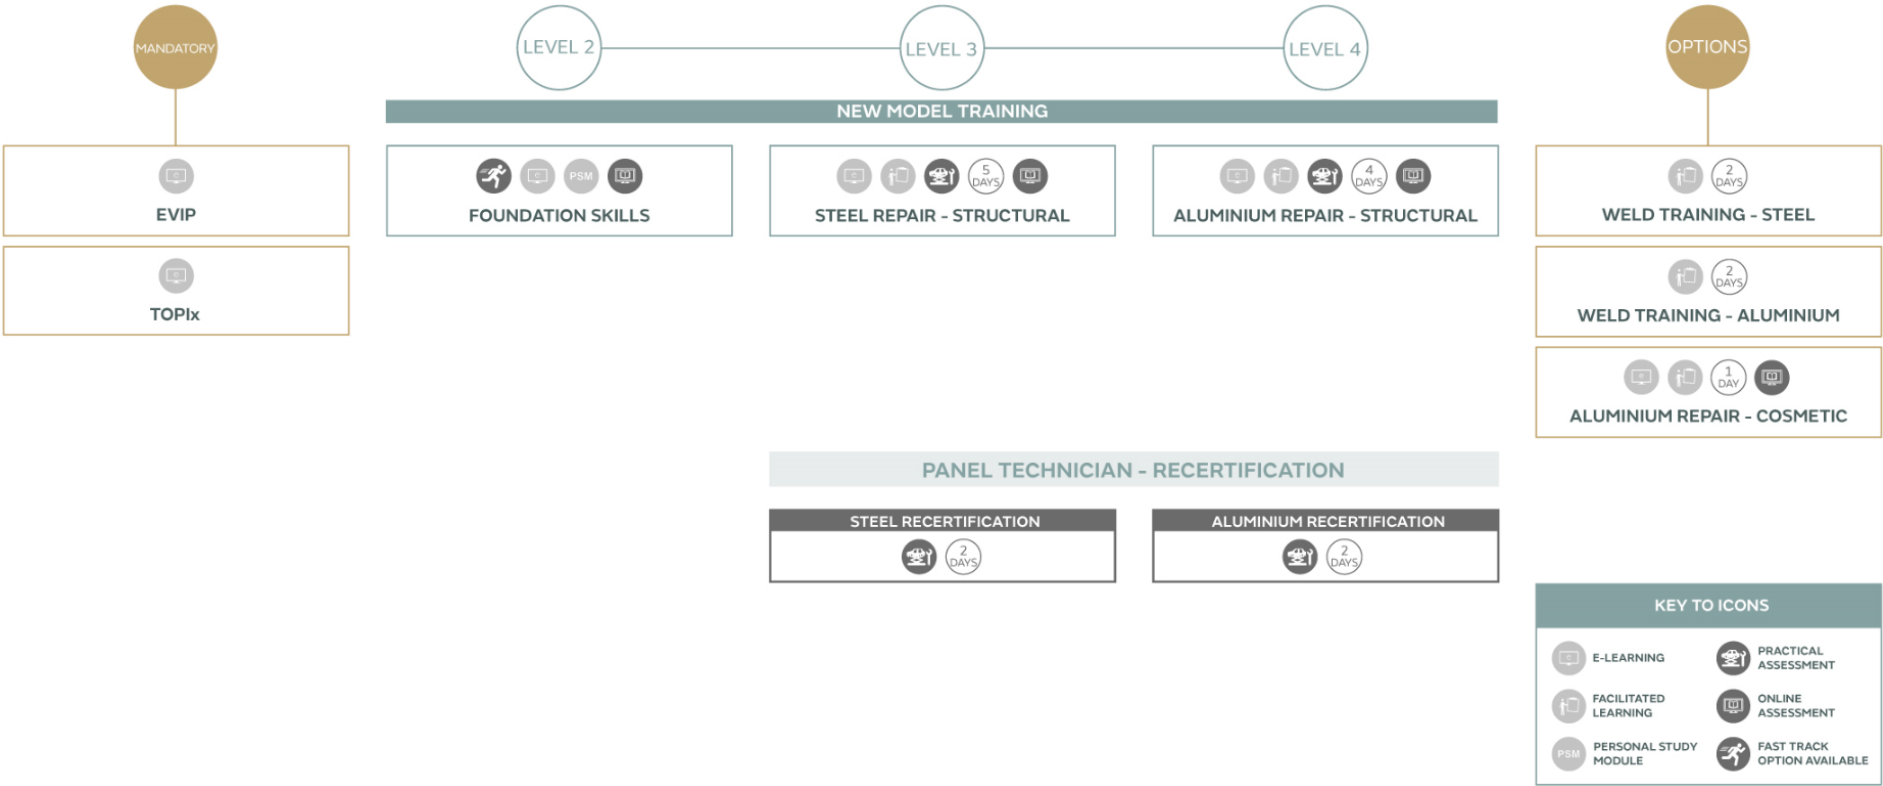 MANDATORY
LEVEL 2
LEVEL 3
LEVEL 4
OPTIONS
NEW MODEL TRAINING
EVIP
TOPIx
PSM
FOUNDATION SKILLS
5
DAYS
STEEL REPAIR - STRUCTURAL
4
DAYS
ALUMINIUM REPAIR - STRUCTURAL
2
DAYS
WELD TRAINING - STEEL
2
DAYS
WELD TRAINING - ALUMINIUM
1
DAY
ALUMINIUM REPAIR - COSMETIC
PANEL TECHNICIAN - RECERTIFICATION
STEEL RECERTIFICATION
2
DAYS
ALUMINIUM RECERTIFICATION
2
DAYS
KEY TO ICONS
E-LEARNING
PRACTICAL
ASSESSMENT
FACILITATED
LEARNING
ONLINE
ASSESSMENT
PSM
PERSONAL STUDY
MODULE
FAST TRACK
OPTION AVAILABLE